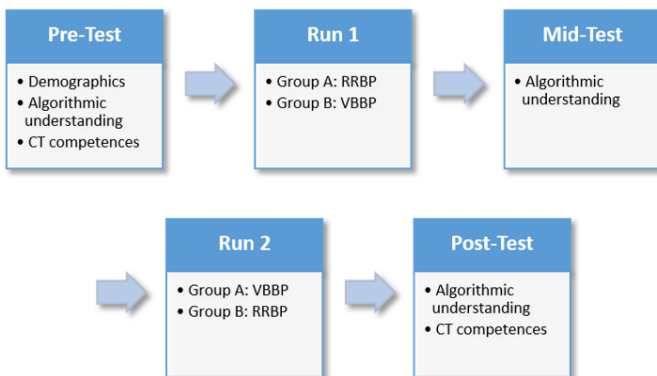 Pre-Test
• Demographics
• Algorithmic
understanding
• CT competences
Run 1
• Group A: RRBP
• Group B: VBBP
Mid-Test
• Algorithmic
understanding
Run 2
• Group A: VBBP
• Group B: RRBP
Post-Test
• Algorithmic
understanding
• CT competences